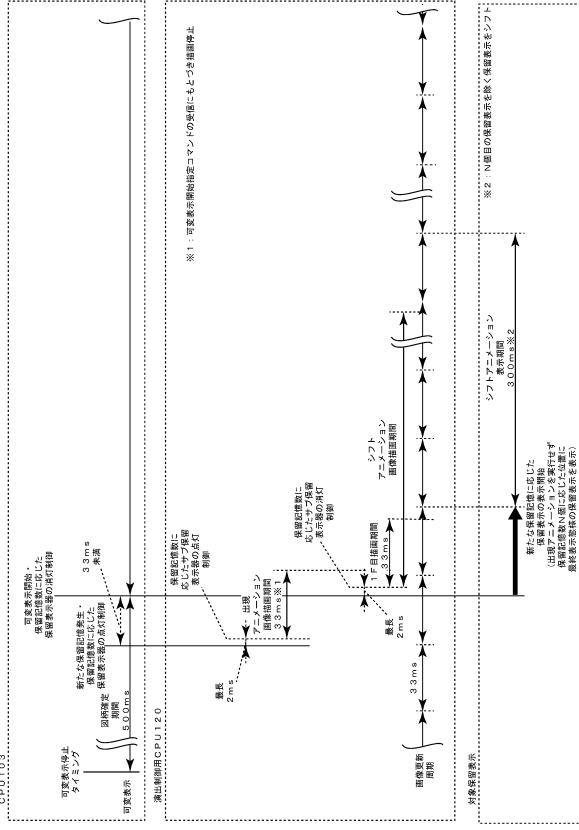 CPU103
可変表示停止
タイミング
可変表示
図柄確定
期間
500ms
新たな保留記憶発生・
保留記憶数に応じた
保留表示器の点灯制御
33ms
未満
可変表示開始・
保留記憶数に応じた
保留表示器の消灯制御
演出制御用CPU120
最長
2ms
保留記憶数に
応じたサブ保留
表示器の点灯
制御
出現
アニメーション
画像描画期間
33ms※1
保留記憶数に
応じたサブ保留
表示器の消灯
制御
最長
2ms
1F目描画期間
33ms
シフト
アニメーション
画像描画期間
※1:可変表示開始指定コマンドの受信にもとづき描画停止
画像更新
周期
33ms
対象保留表示
新たな保留記憶に応じた
保留表示の表示開始
(出現アニメーションを実行せず
保留記憶数N個に応じた位置に
最終表示態様の保留表示を表示)
シフトアニメーション
表示期間
300ms※2
※2:N個目の保留表示を除く保留表示をシフト